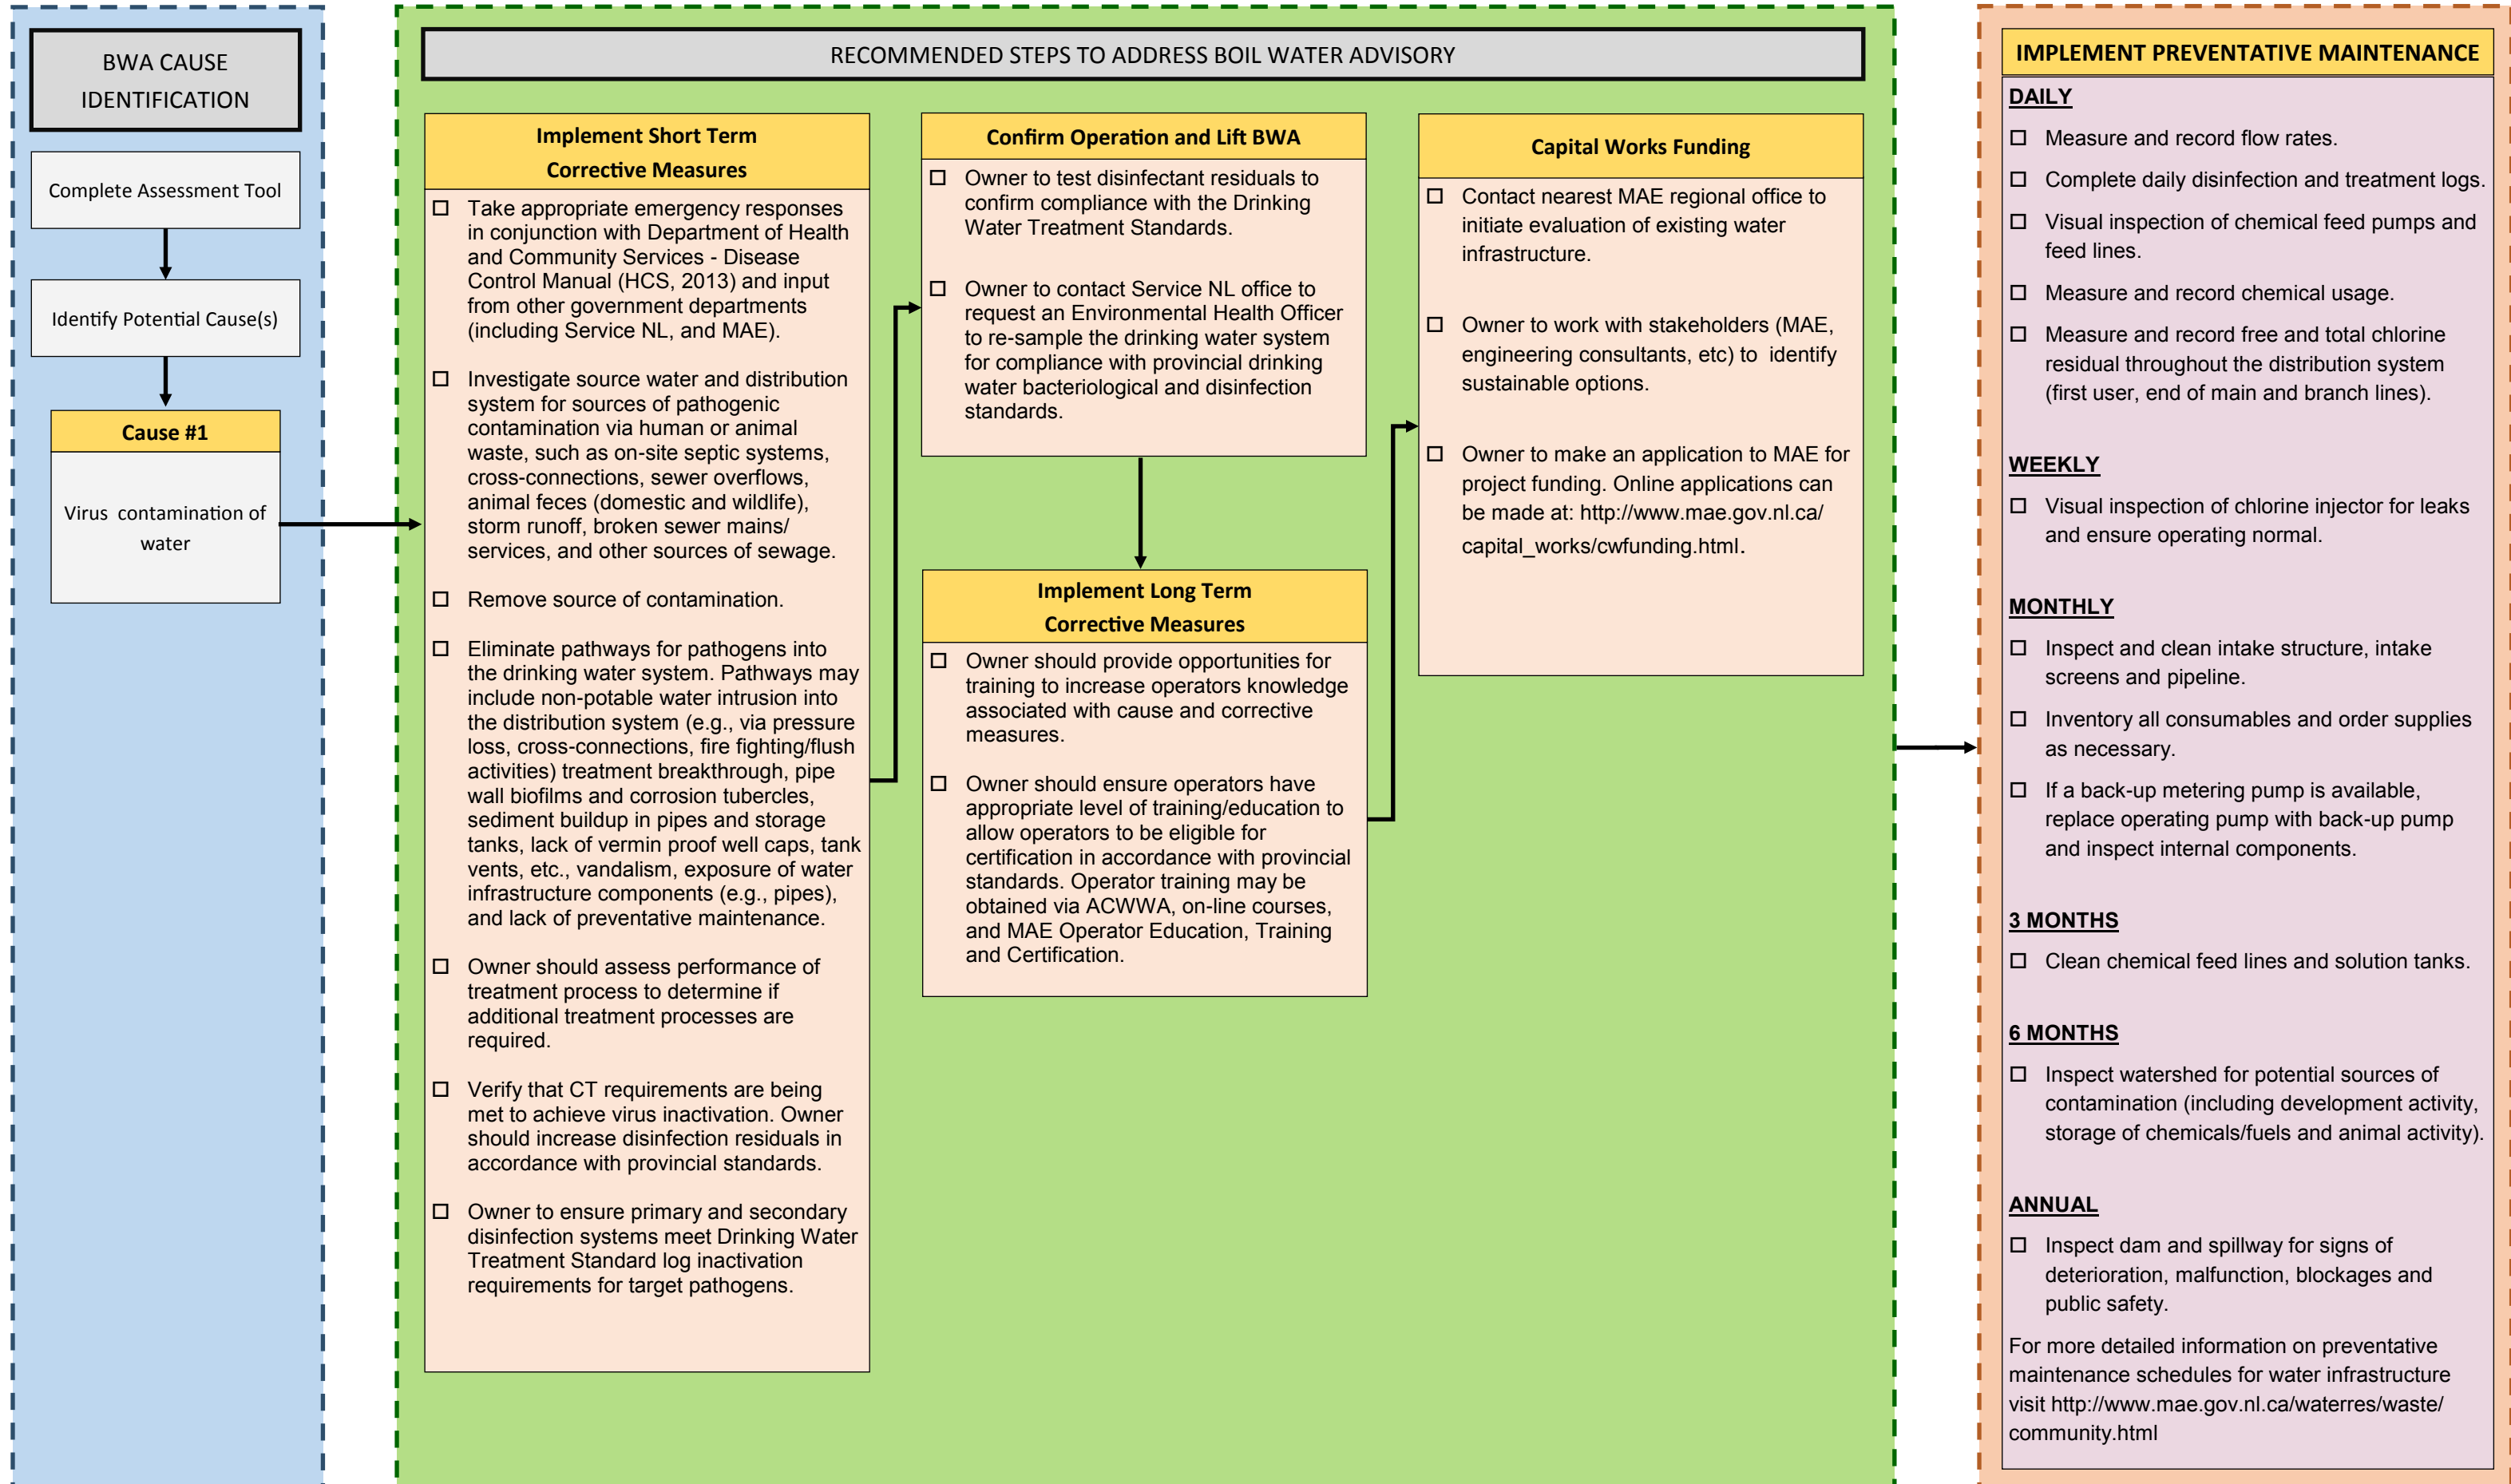 BWA CAUSE
IDENTIFICATION
Complete Assessment Tool
Identify Potential Cause(s)
Cause #1
Virus contamination of
water
RECOMMENDED STEPS TO ADDRESS BOIL WATER ADVISORY
Implement Short Term
Corrective Measures
☐ Take appropriate emergency responses
in conjunction with Department of Health
and Community Services - Disease
Control Manual (HCS, 2013) and input
from other government departments
(including Service NL, and MAE).
☐ Investigate source water and distribution
system for sources of pathogenic
contamination via human or animal
waste, such as on-site septic systems,
cross-connections, sewer overflows,
animal feces (domestic and wildlife),
storm runoff, broken sewer mains/
services, and other sources of sewage.
☐ Remove source of contamination.
☐ Eliminate pathways for pathogens into
the drinking water system. Pathways may
include non-potable water intrusion into
the distribution system (e.g., via pressure
loss, cross-connections, fire fighting/flush
activities) treatment breakthrough, pipe
wall biofilms and corrosion tubercles,
sediment buildup in pipes and storage
tanks, lack of vermin proof well caps, tank
vents, etc., vandalism, exposure of water
infrastructure components (e.g., pipes),
and lack of preventative maintenance.
☐ Owner should assess performance of
treatment process to determine if
additional treatment processes are
required.
☐ Verify that CT requirements are being
met to achieve virus inactivation. Owner
should increase disinfection residuals in
accordance with provincial standards.
☐ Owner to ensure primary and secondary
disinfection systems meet Drinking Water
Treatment Standard log inactivation
requirements for target pathogens.
Confirm Operation and Lift BWA
☐ Owner to test disinfectant residuals to
confirm compliance with the Drinking
Water Treatment Standards.
☐ Owner to contact Service NL office to
request an Environmental Health Officer
to re-sample the drinking water system
for compliance with provincial drinking
water bacteriological and disinfection
standards.
Implement Long Term
Corrective Measures
☐ Owner should provide opportunities for
training to increase operators knowledge
associated with cause and corrective
measures.
☐ Owner should ensure operators have
appropriate level of training/education to
allow operators to be eligible for
certification in accordance with provincial
standards. Operator training may be
obtained via ACWWA, on-line courses,
and MAE Operator Education, Training
and Certification.
Capital Works Funding
☐ Contact nearest MAE regional office to
initiate evaluation of existing water
infrastructure.
☐ Owner to work with stakeholders (MAE,
engineering consultants, etc) to identify
sustainable options.
☐ Owner to make an application to MAE for
project funding. Online applications can
be made at: http://www.mae.gov.nl.ca/
capital_works/cwfunding.html.
IMPLEMENT PREVENTATIVE MAINTENANCE
DAILY
☐ Measure and record flow rates.
☐ Complete daily disinfection and treatment logs.
☐ Visual inspection of chemical feed pumps and
feed lines.
☐ Measure and record chemical usage.
☐ Measure and record free and total chlorine
residual throughout the distribution system
(first user, end of main and branch lines).
WEEKLY
☐ Visual inspection of chlorine injector for leaks
and ensure operating normal.
MONTHLY
☐ Inspect and clean intake structure, intake
screens and pipeline.
☐ Inventory all consumables and order supplies
as necessary.
☐ If a back-up metering pump is available,
replace operating pump with back-up pump
and inspect internal components.
3 MONTHS
☐ Clean chemical feed lines and solution tanks.
6 MONTHS
☐ Inspect watershed for potential sources of
contamination (including development activity,
storage of chemicals/fuels and animal activity).
ANNUAL
☐ Inspect dam and spillway for signs of
deterioration, malfunction, blockages and
public safety.
For more detailed information on preventative
maintenance schedules for water infrastructure
visit http://www.mae.gov.nl.ca/waterres/waste/
community.html